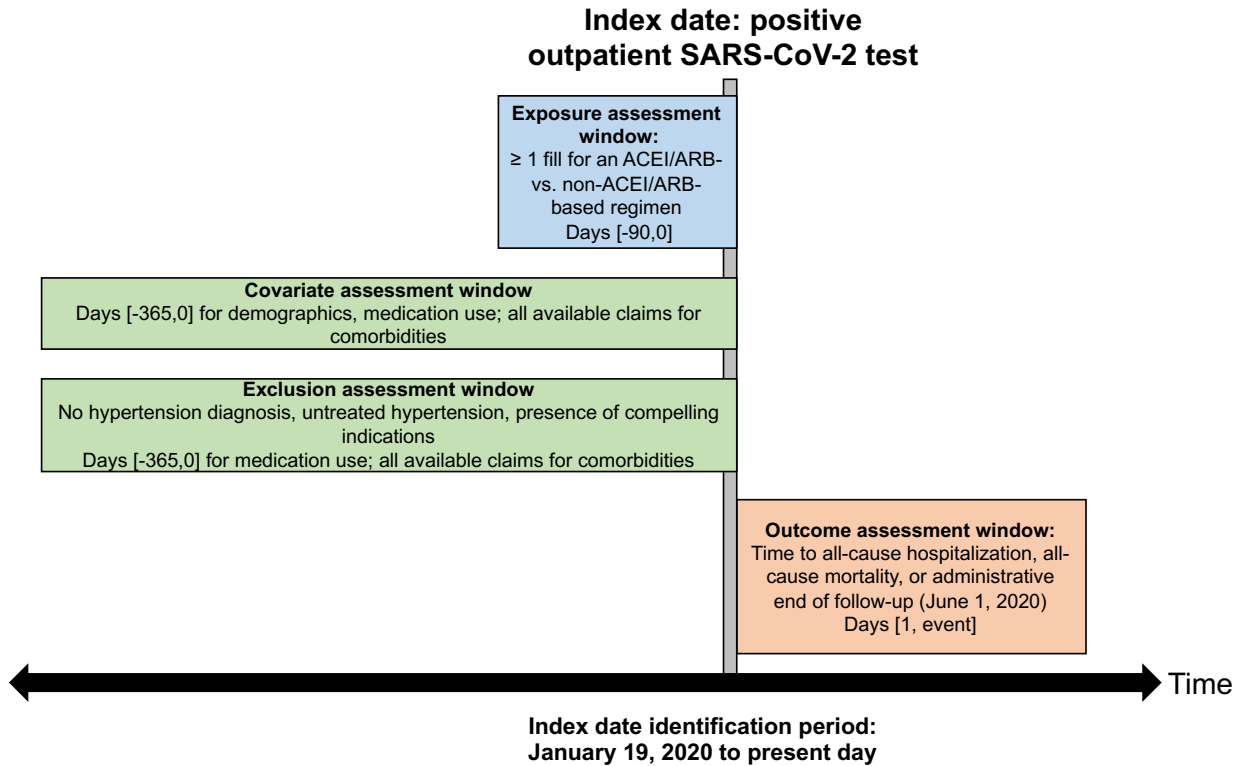 Index date: positive
outpatient SARS-CoV-2 test
Exposure assessment
window:
≥ 1 fill for an ACEI/ARB-
vs. non-ACEI/ARB-
based regimen
Days [-90,0]
Covariate assessment window
Days [-365,0] for demographics, medication use; all available claims for
comorbidities
Exclusion assessment window
No hypertension diagnosis, untreated hypertension, presence of compelling
indications
Days [-365,0] for medication use; all available claims for comorbidities
Outcome assessment window:
Time to all-cause hospitalization, all-
cause mortality, or administrative
end of follow-up (June 1, 2020)
Days [1, event]
Time
Index date identification period:
January 19, 2020 to present day